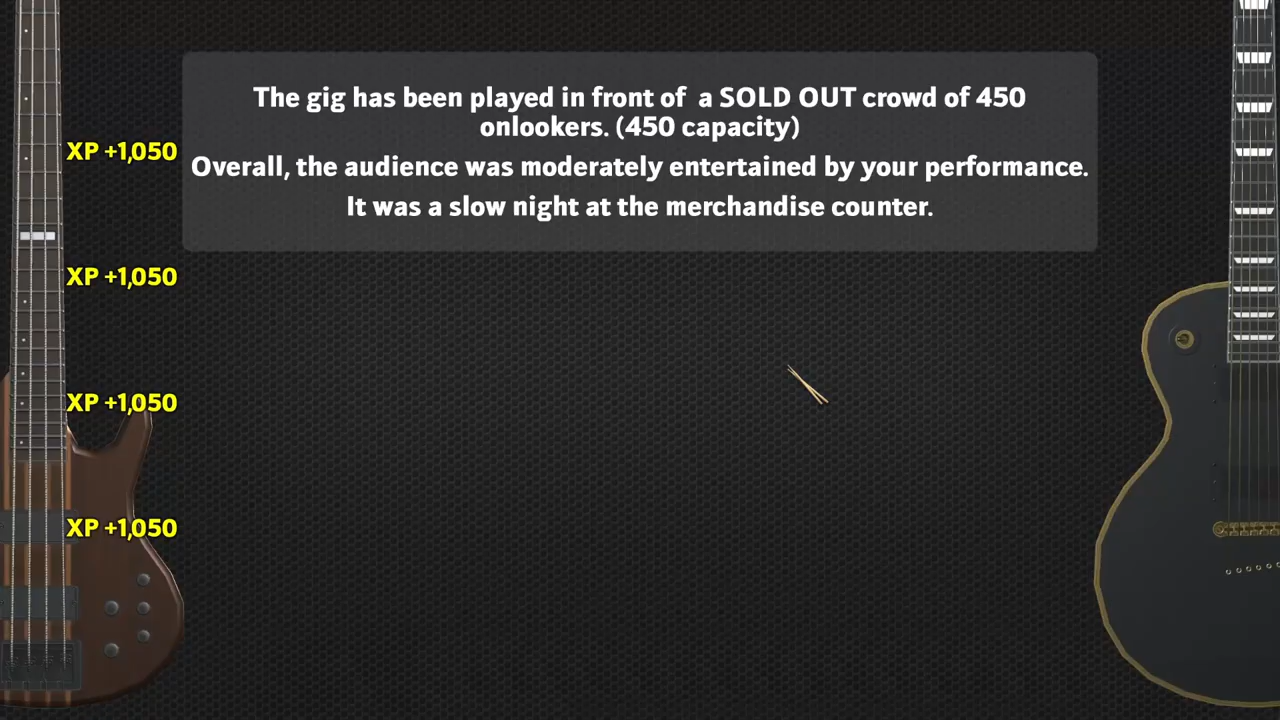 The gig has been played in front of  a SOLD OUT crowd of 450
onlookers. (450 capacity)
XP +1,050
Overall, the audience was moderately entertained by your performance.
It was a slow night at the merchandise counter.
XP +1,050
XP +1,050
XP +1,050